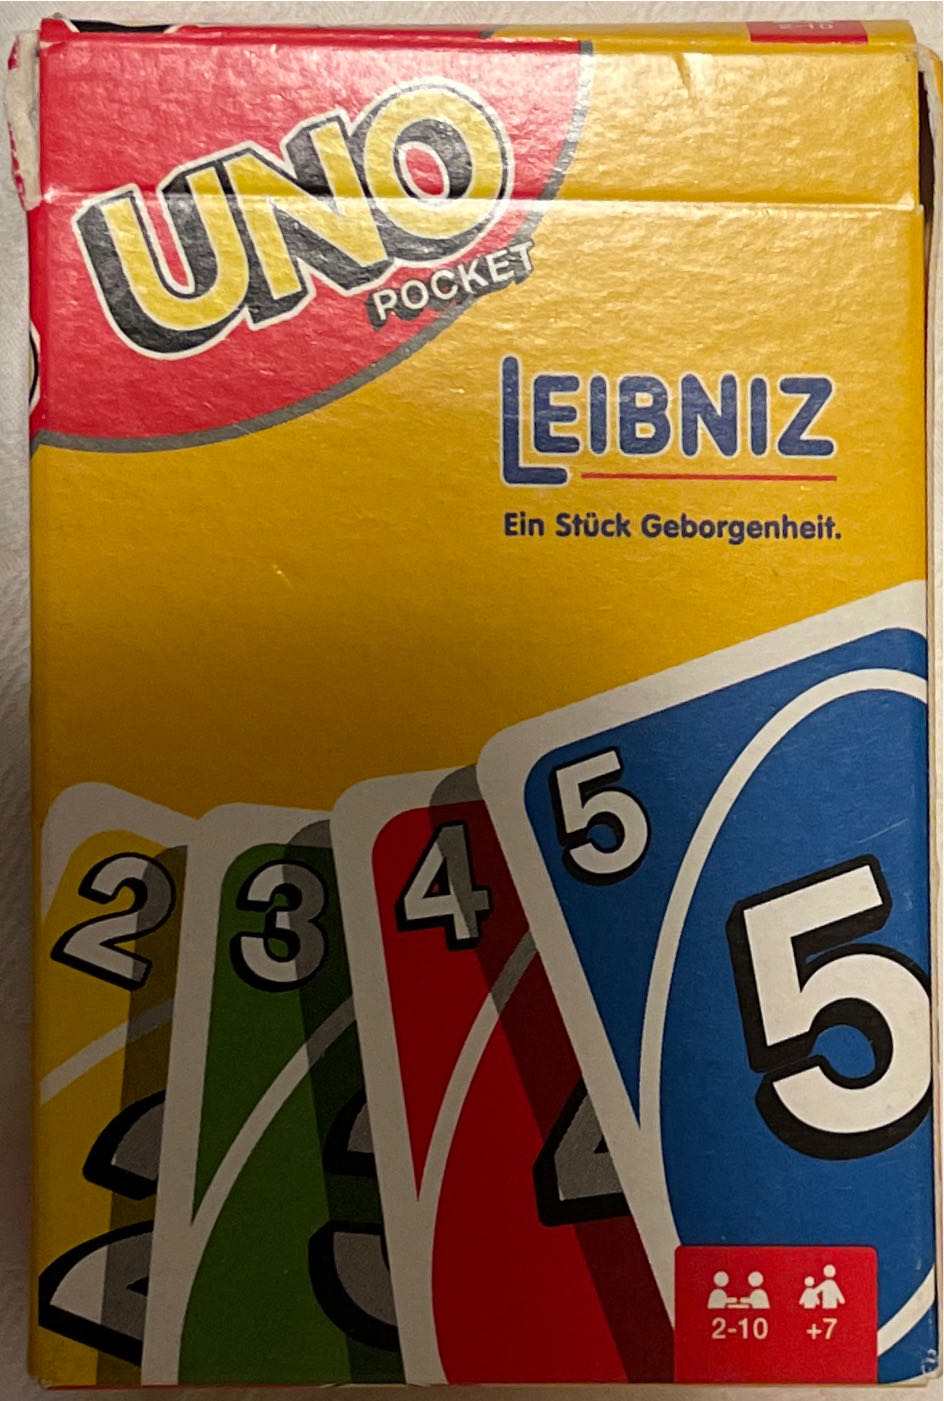 UNO
POCKET
LEIBNIZ
Ein Stück Geborgenheit.
2
3
4
5
5
2-10
+7